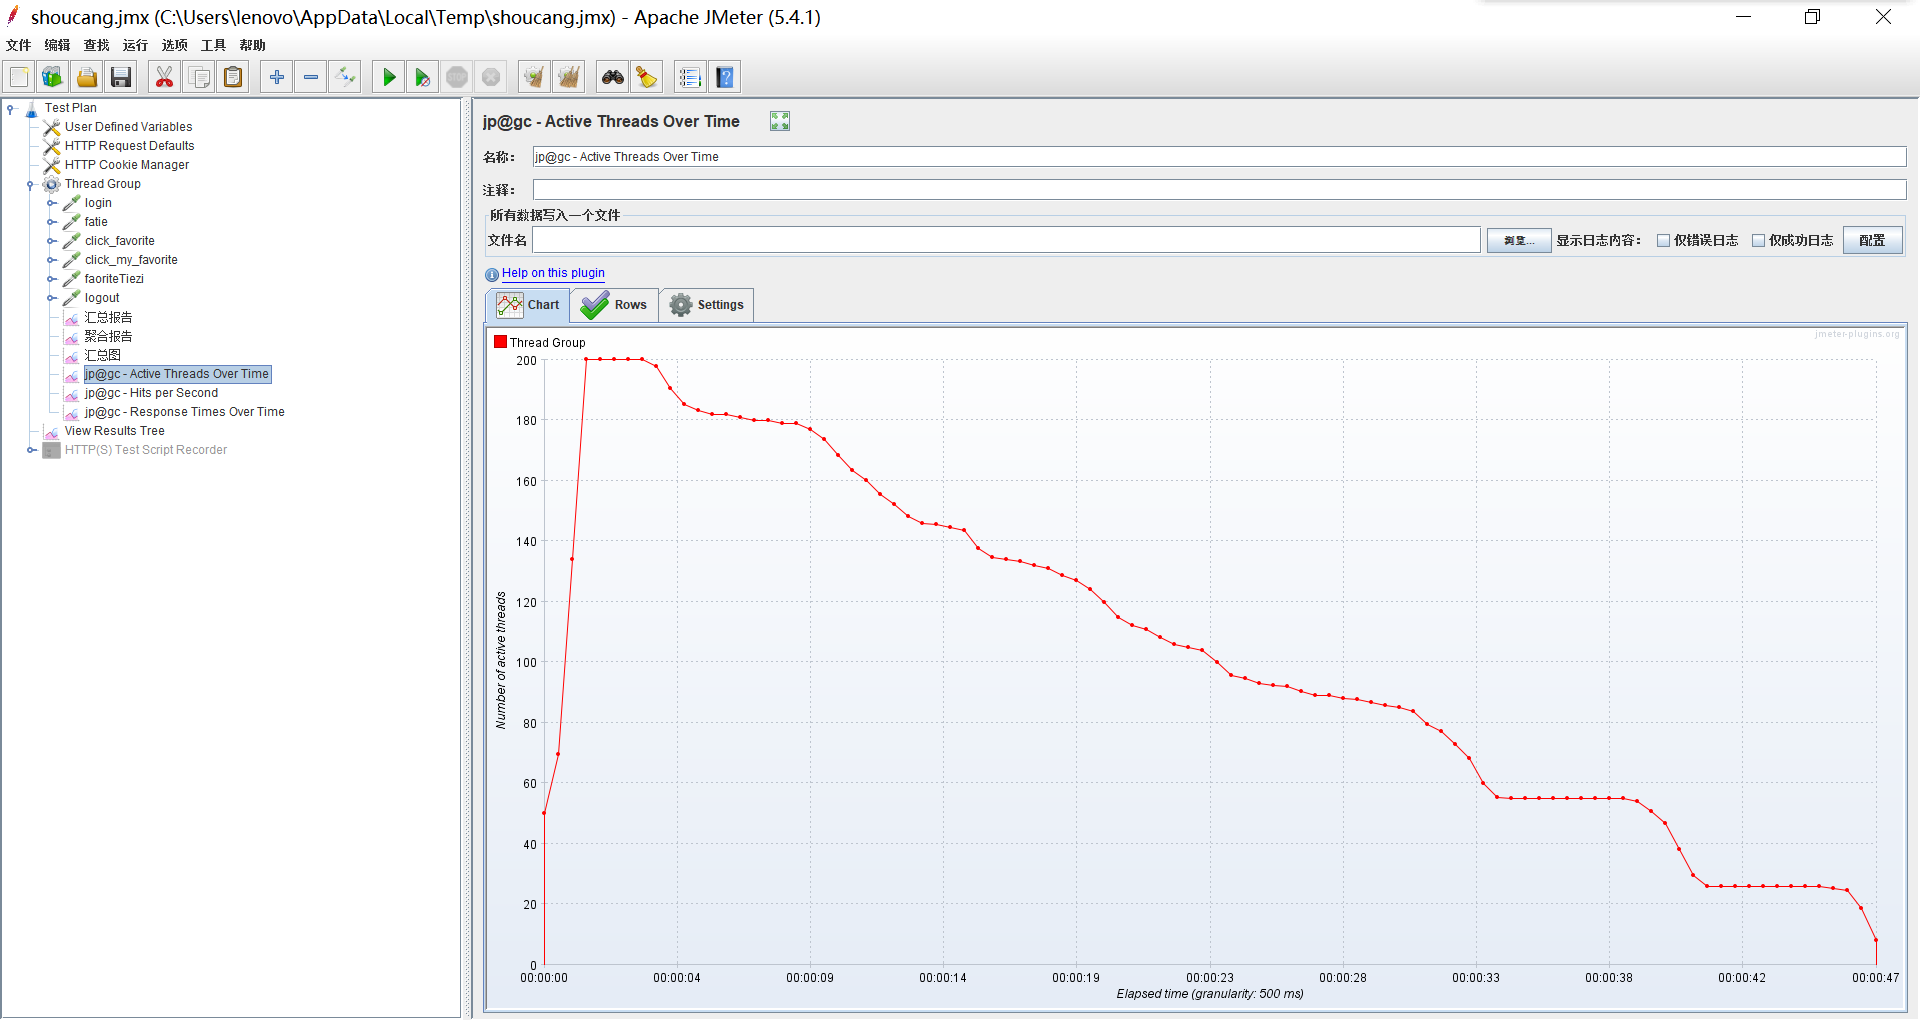 shoucang.jmx (C:\Users\lenovo\AppData\Local\Temp\shoucang.jmx) - Apache JMeter (5.4.1)
文件 编辑 查找 运行 选项 工具 帮助
Test Plan
User Defined Variables
HTTP Request Defaults
HTTP Cookie Manager
Thread Group
login
fatie
click_favorite
click_my_favorite
faoriteTiezi
logout
汇总报告
聚合报告
汇总图
jp@gc - Active Threads Over Time
jp@gc - Hits per Second
jp@gc - Response Times Over Time
View Results Tree
HTTP(S) Test Script Recorder
jp@gc - Active Threads Over Time
名称： jp@gc - Active Threads Over Time
注释：
所有数据写入一个文件
文件名 浏览... 显示日志内容： 仅错误日志 仅成功日志 配置
Help on this plugin
Chart Rows Settings
jmeter-plugins.org
Thread Group
200
180
160
140
120
100
80
60
40
20
0
Number of active threads
00:00:00 00:00:04 00:00:09 00:00:14 00:00:19 00:00:23 00:00:28 00:00:33 00:00:38 00:00:42 00:00:47
Elapsed time (granularity: 500 ms)